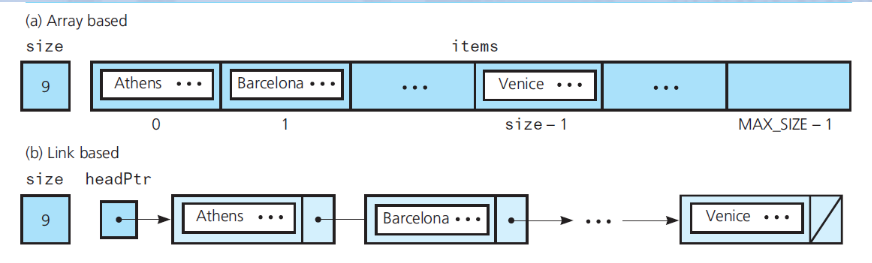 (a) Array based
size items
9 Athens ••• Barcelona ••• ••• Venice ••• •••
0 1 size – 1 MAX_SIZE – 1
(b) Link based
size headPtr
9 Athens ••• Barcelona ••• ••• Venice •••